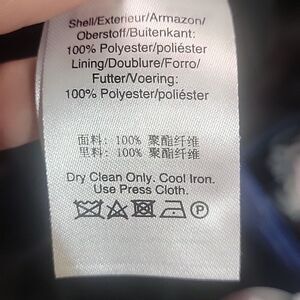 Shell/Exterieur/Armazon/
Oberstoff/Buitenkant:
100% Polyester/poliéster
Lining/Doublure/Forro/
Futter/Voering:
100% Polyester/poliéster
面料: 100% 聚酯纤维
里料: 100% 聚酯纤维
Dry Clean Only. Cool Iron.
Use Press Cloth.
P